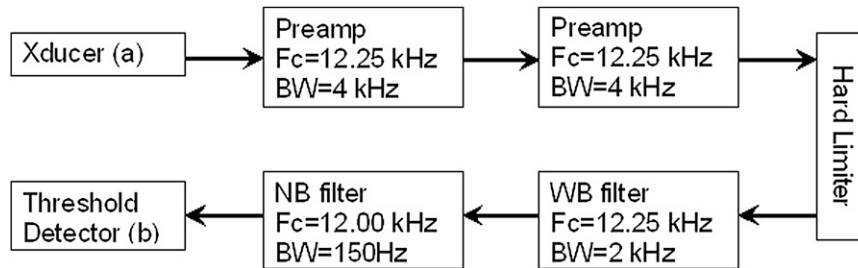 Xducer (a)
Preamp
Fc=12.25 kHz
BW=4 kHz
Preamp
Fc=12.25 kHz
BW=4 kHz
Hard Limiter
WB filter
Fc=12.25 kHz
BW=2 kHz
NB filter
Fc=12.00 kHz
BW=150Hz
Threshold
Detector (b)